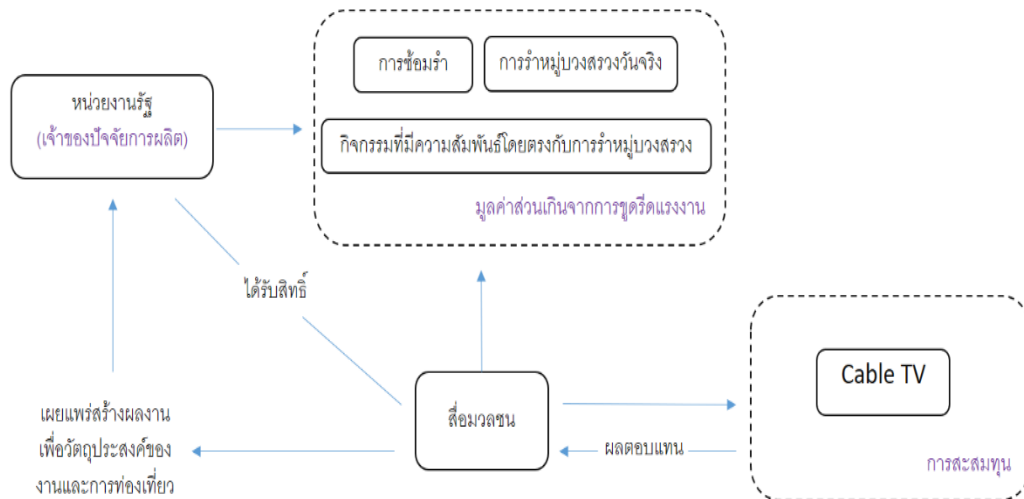 การซ้อมรำ
การรำหมู่บวงสรวงวันจริง
หน่วยงานรัฐ
(เจ้าของปัจจัยการผลิต)
กิจกรรมที่มีความสัมพันธ์โดยตรงกับการรำหมู่บวงสรวง
มูลค่าส่วนเกินจากการขูดรีดแรงงาน
ได้รับสิทธิ์
Cable TV
สื่อมวลชน
เผยแพร่สร้างผลงาน
เพื่อวัตถุประสงค์ของ
งานและการท่องเที่ยว
ผลตอบแทน
การสะสมทุน